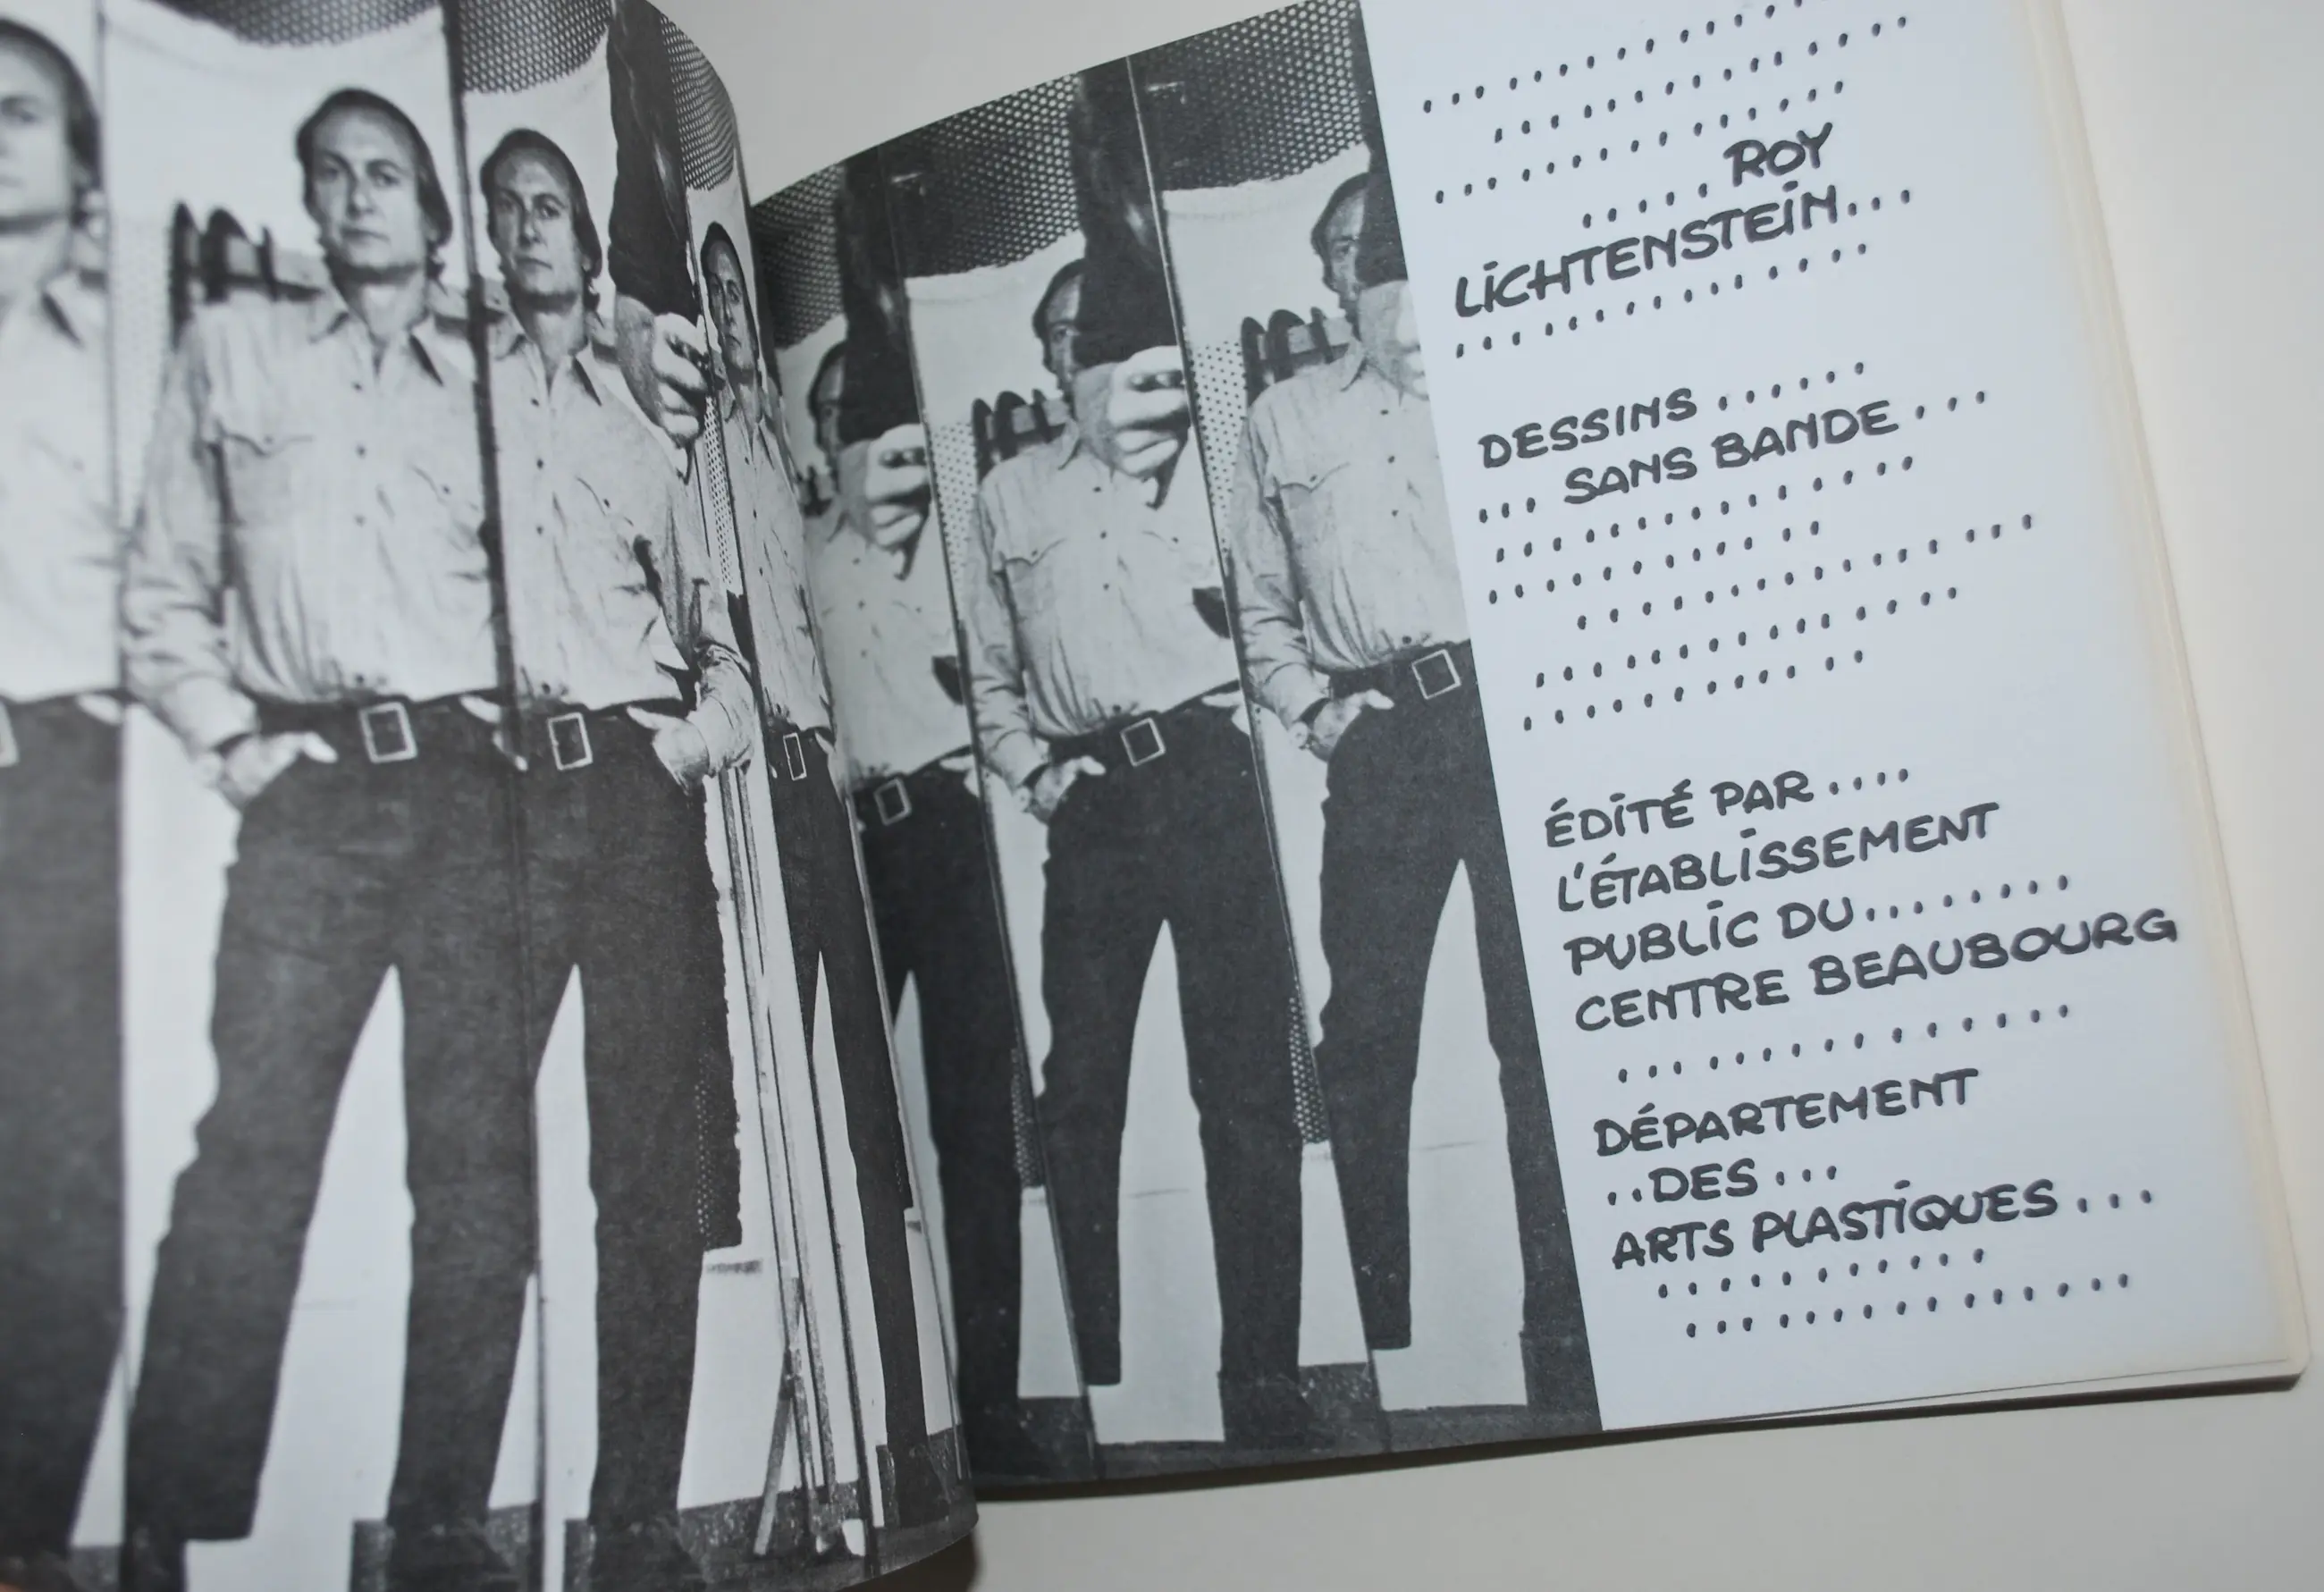 ..............
...............
...............
..... ROY
LICHTENSTEIN...
...............
DESSINS ......
... SANS BANDE ...
...............
............
................
...............
............
ÉDITÉ PAR ....
L'ÉTABLISSEMENT
PUBLIC DU........
CENTRE BEAUBOURG
... ............
DÉPARTEMENT
..DES ...
ARTS PLASTIQUES ...
...........
...............